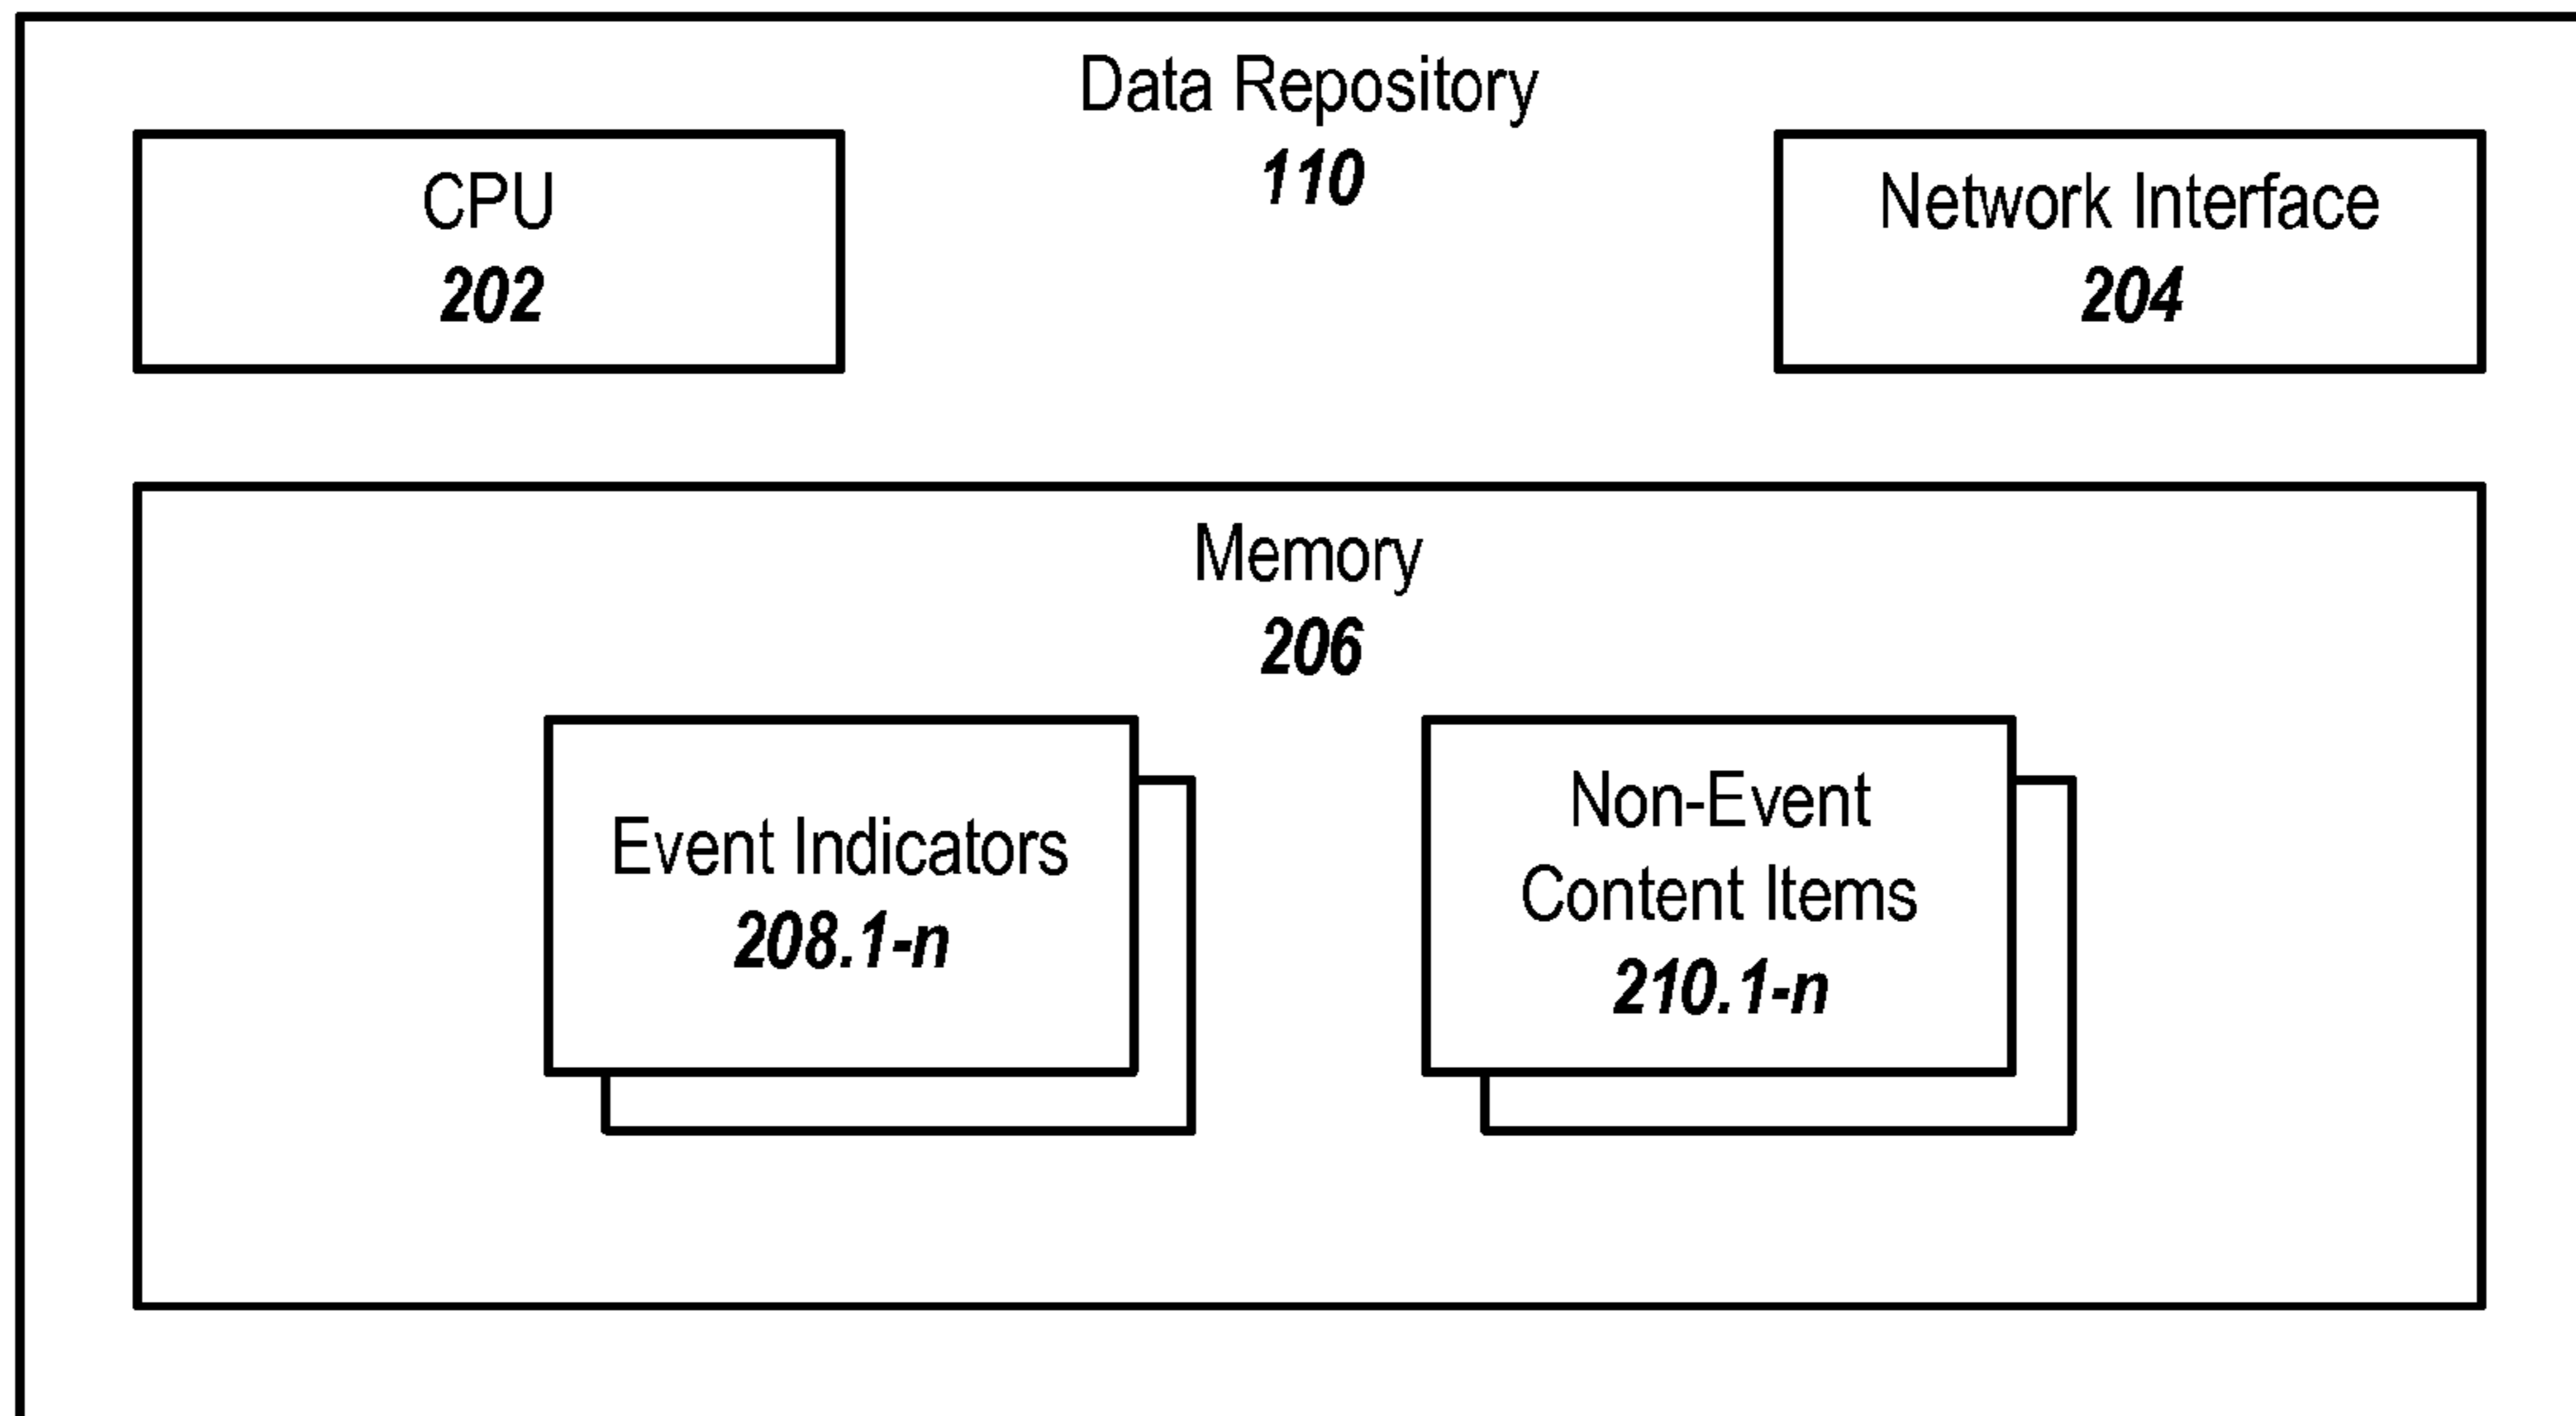 Data Repository
110
CPU
202
Network Interface
204
Memory
206
Event Indicators
208.1-n
Non-Event
Content Items
210.1-n